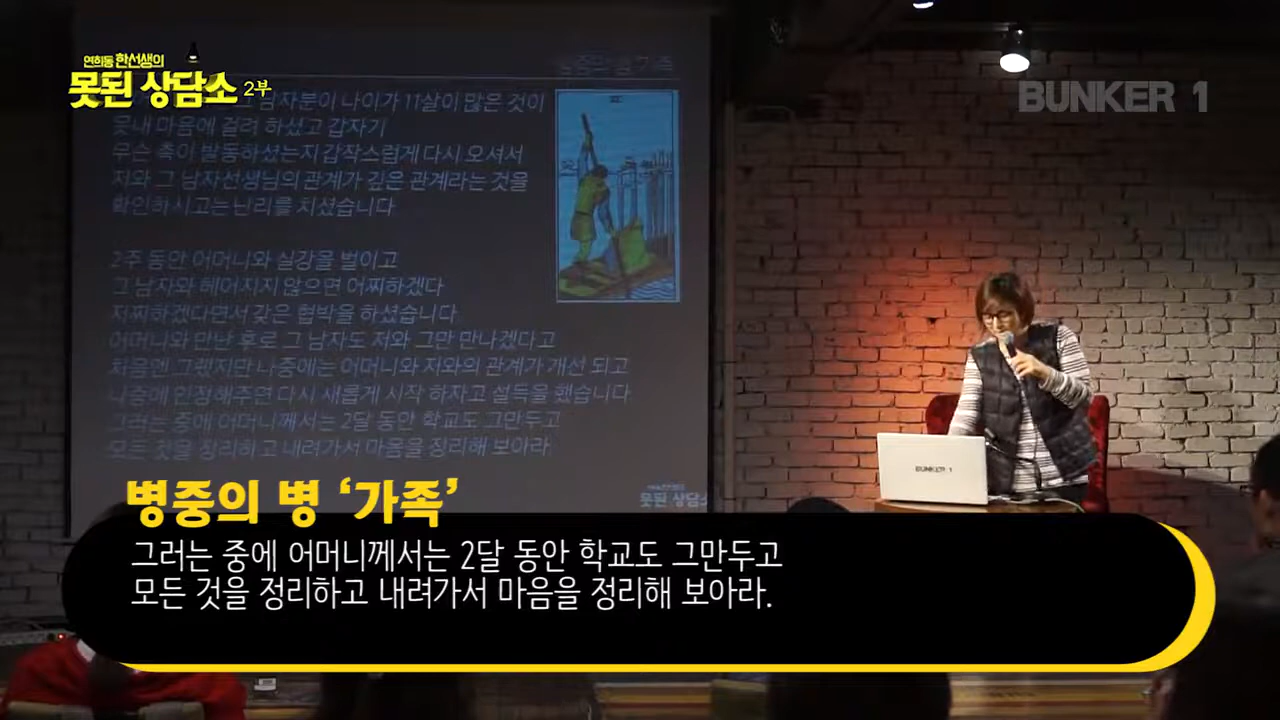 연희동 한선생의
못된 상담소 2부
BUNKER 1
남자분이 나이가 11살이 많은 것이
못내 마음에 걸려 하셨고 갑자기
무슨 촉이 발동하셨는지 갑작스럽게 다시 오셔서
저와 그 남자선생님의 관계가 깊은 관계라는 것을
확인하시고는 난리를 치셨습니다.
2주 동안 어머니와 실강을 벌이고
그 남자와 헤어지지 않으면 어찌하겠다
저찌하겠다면서 갖은 협박을 하셨습니다.
어머니와 만난 후로 그 남자도 저와 그만 만나겠다고
처음엔 그랬지만 나중에는 어머니와 저와의 관계가 개선 되고
나중에 인정해주면 다시 새롭게 시작 하자고 설득을 했습니다
그러는 중에 어머니께서는 2달 동안 학교도 그만두고
모든 것을 정리하고 내려가서 마음을 정리해 보아라.
BUNKER 1
못된 상담소
병중의 병 ‘가족’
그러는 중에 어머니께서는 2달 동안 학교도 그만두고
모든 것을 정리하고 내려가서 마음을 정리해 보아라.